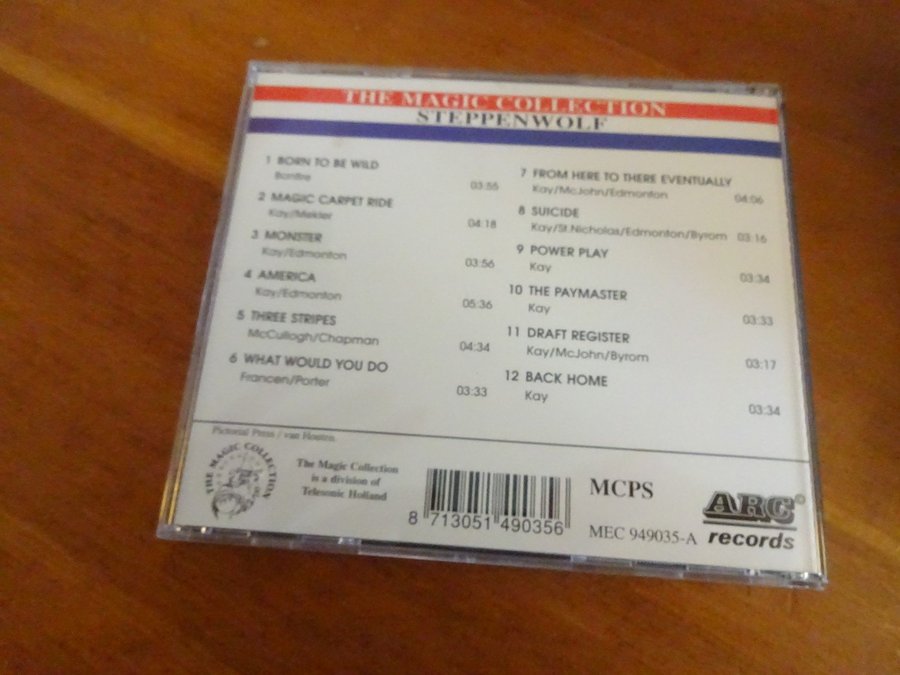 THE MAGIC COLLECTION
STEPPENWOLF
1 BORN TO BE WILD
Bonfire
03:55
2 MAGIC CARPET RIDE
Kay/Mekler
04:18
3 MONSTER
Kay/Edmonton
03:56
4 AMERICA
Kay/Edmonton
05:36
5 THREE STRIPES
McCullogh/Chapman
04:34
6 WHAT WOULD YOU DO
Francen/Porter
03:33
7 FROM HERE TO THERE EVENTUALLY
Kay/McJohn/Edmonton
04:06
8 SUICIDE
Kay/St.Nicholas/Edmonton/Byrom 03:16
9 POWER PLAY
Kay
03:34
10 THE PAYMASTER
Kay
03:33
11 DRAFT REGISTER
Kay/McJohn/Byrom
03:17
12 BACK HOME
Kay
03:34
Pictorial Press / van Houten
THE MAGIC COLLECTION
The Magic Collection
is a division of
Telesonic Holland
8 713051 490356
MCPS
MEC 949035-A
ARC®
records